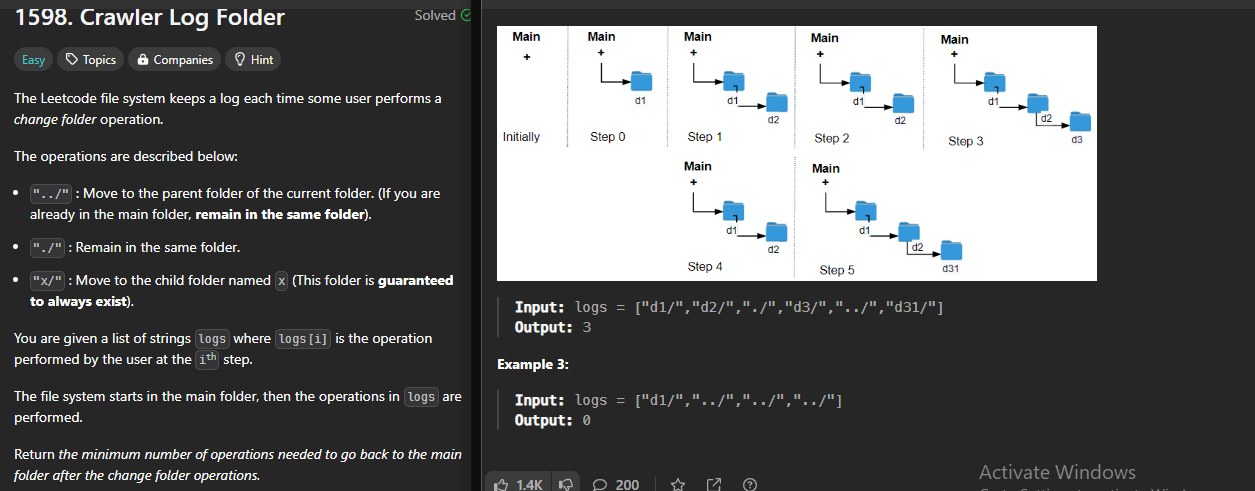 1598. Crawler Log Folder
Solved
Easy
Topics
Companies
Hint
The Leetcode file system keeps a log each time some user performs a
change folder operation.
The operations are described below:
• "../" : Move to the parent folder of the current folder. (If you are
already in the main folder, remain in the same folder).
• "./" : Remain in the same folder.
• "x/" : Move to the child folder named x (This folder is guaranteed
to always exist).
You are given a list of strings logs where logs[i] is the operation
performed by the user at the ith step.
The file system starts in the main folder, then the operations in logs are
performed.
Return the minimum number of operations needed to go back to the main
folder after the change folder operations.
Main
+
Initially
Main
+
d1
Step 0
Main
+
d1
d2
Step 1
Main
+
d1
d2
Step 2
Main
+
d1
d2
d3
Step 3
Main
+
d1
d2
Step 4
Main
+
d1
d2
d31
Step 5
Input: logs = ["d1/","d2/","./","d3/","../","d31/"]
Output: 3
Example 3:
Input: logs = ["d1/","../","../","../"]
Output: 0
1.4K
200
Activate Windows